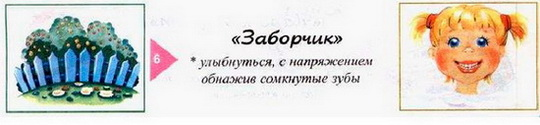 «Заборчик»
6
* улыбнуться, с напряжением
обнажив сомкнутые зубы